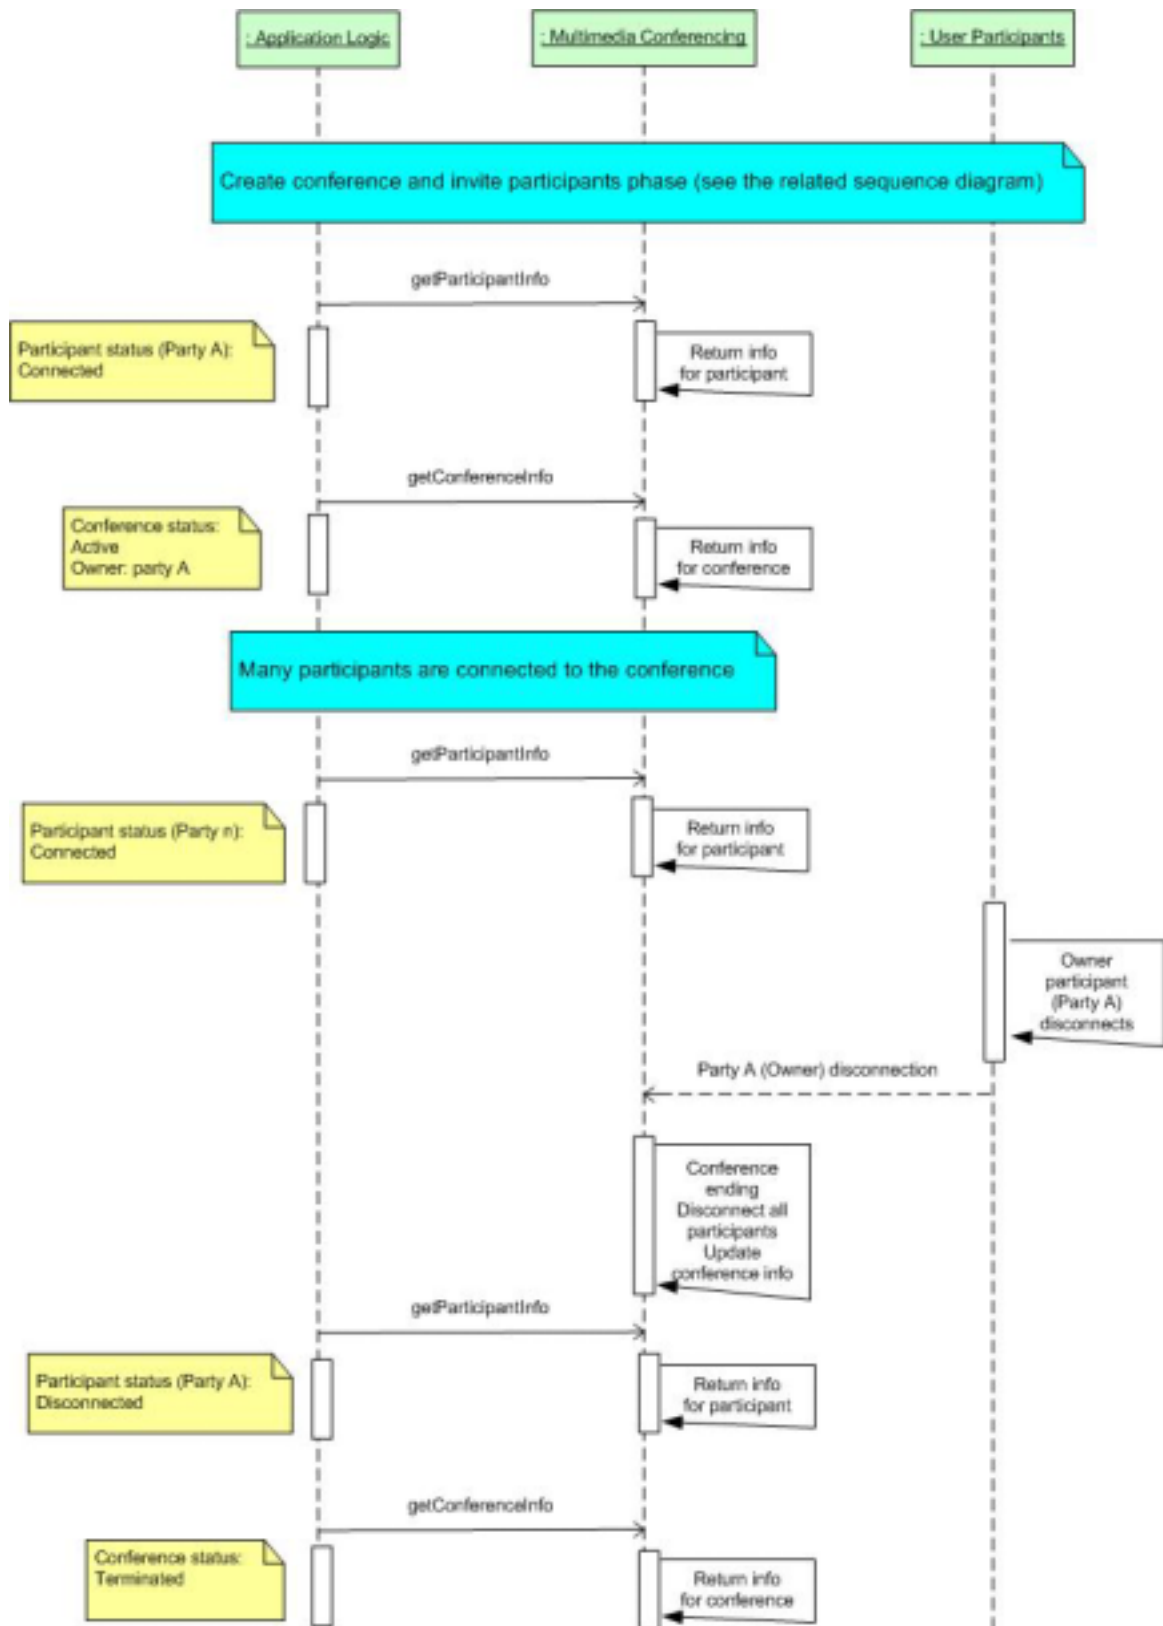 : Application Logic
: Multimedia Conferencing
: User Participants
Create conference and invite participants phase (see the related sequence diagram)
getParticipantInfo
Participant status (Party A):
Connected
Return info
for participant
getConferenceInfo
Conference status:
Active
Owner: party A
Return info
for conference
Many participants are connected to the conference
getParticipantInfo
Participant status (Party n):
Connected
Return info
for participant
Owner
participant
(Party A)
disconnects
Party A (Owner) disconnection
Conference
ending
Disconnect all
participants
Update
conference info
getParticipantInfo
Participant status (Party A):
Disconnected
Return info
for participant
getConferenceInfo
Conference status:
Terminated
Return info
for conference